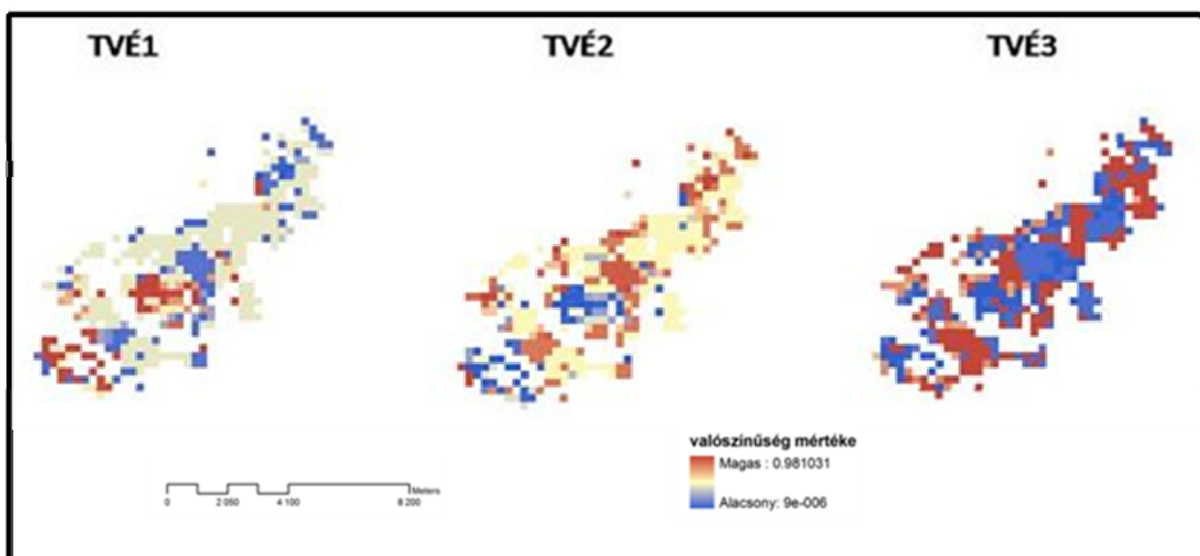 TVÉ1 TVÉ2 TVÉ3
valószínűség mértéke
Magas : 0.981031
Alacsony: 9e-006
Meters
0 2 050 4 100 8 200